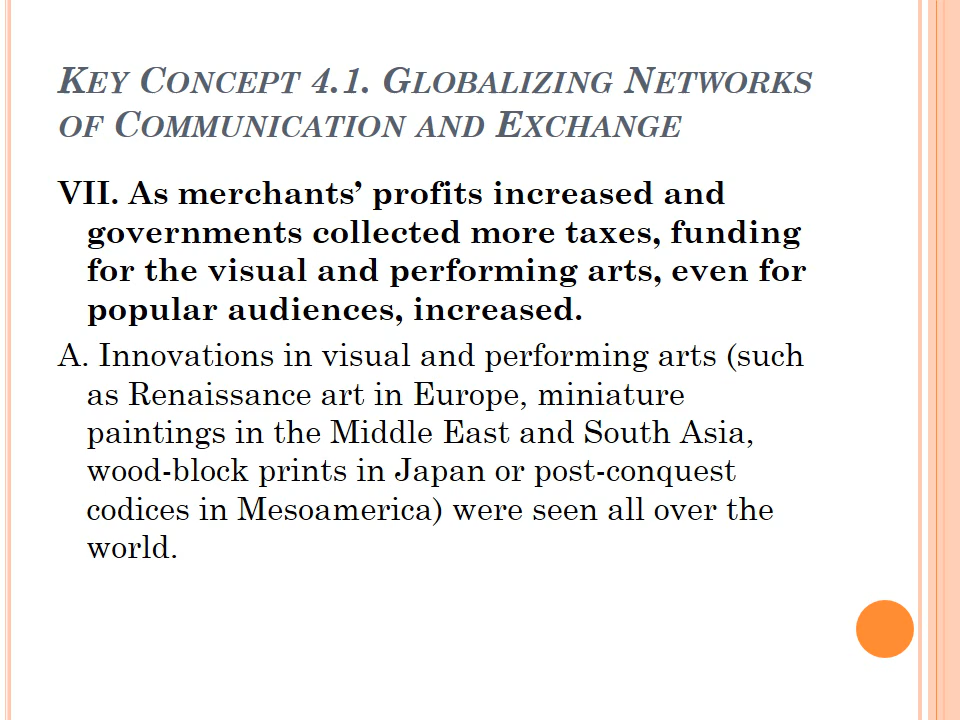 KEY CONCEPT 4.1. GLOBALIZING NETWORKS
OF COMMUNICATION AND EXCHANGE
VII. As merchants’ profits increased and
governments collected more taxes, funding
for the visual and performing arts, even for
popular audiences, increased.
A. Innovations in visual and performing arts (such
as Renaissance art in Europe, miniature
paintings in the Middle East and South Asia,
wood-block prints in Japan or post-conquest
codices in Mesoamerica) were seen all over the
world.